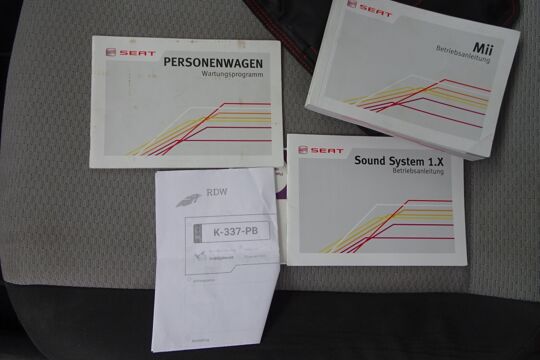 SEAT
PERSONENWAGEN
Wartungsprogramm
SEAT
Mii
Betriebsanleitung
SEAT
Sound System 1.X
Betriebsanleitung
RDW
K-337-PB